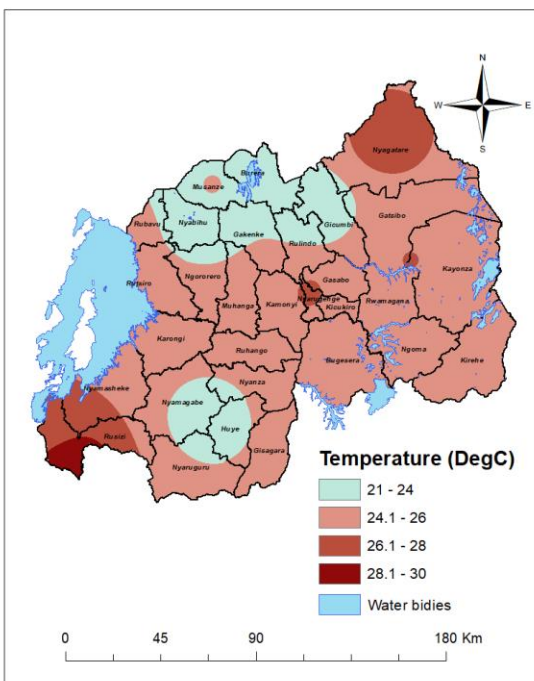 N
W E
S
Nyagatare
Burera
Musanze
Gicumbi
Gatsibo
Rubavu
Nyabihu
Gakenke
Rulindo
Kayonza
Rutsiro
Ngororero
Gasabo
Nyarugenge
Kicukiro
Rwamagana
Muhanga
Kamonyi
Karongi
Ruhango
Bugesera
Ngoma
Kirehe
Nyamasheke
Nyamagabe
Nyanza
Huye
Rusizi
Gisagara
Nyaruguru
Temperature (DegC)
21 - 24
24.1 - 26
26.1 - 28
28.1 - 30
Water bidies
0 45 90 180 Km